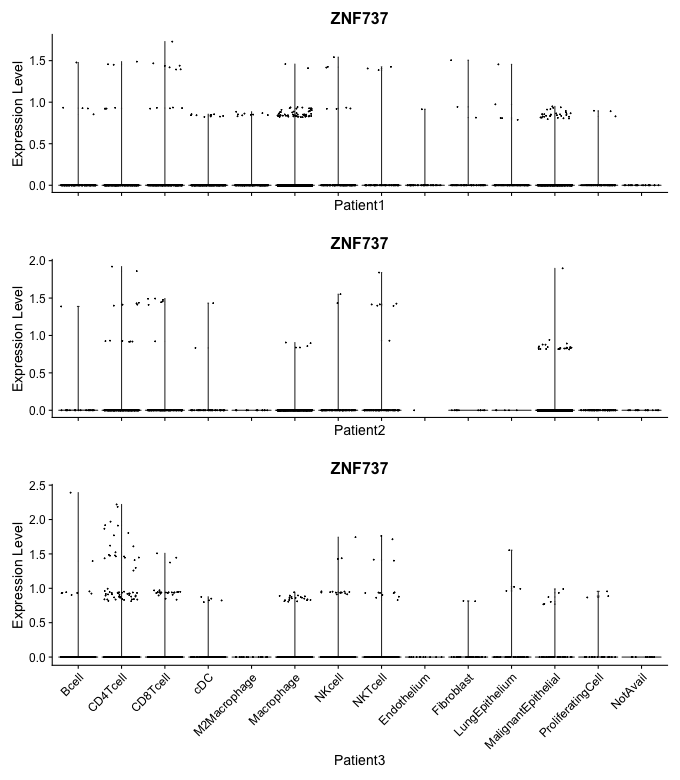 ZNF737
Expression Level
1.5
1.0
0.5
0.0
Patient1
ZNF737
Expression Level
2.0
1.5
1.0
0.5
0.0
Patient2
ZNF737
Expression Level
2.5
2.0
1.5
1.0
0.5
0.0
Bcell
CD4Tcell
CD8Tcell
cDC
M2Macrophage
Macrophage
NKcell
NKTcell
Endothelium
Fibroblast
LungEpithelium
MalignantEpithelial
ProliferatingCell
NotAvail
Patient3